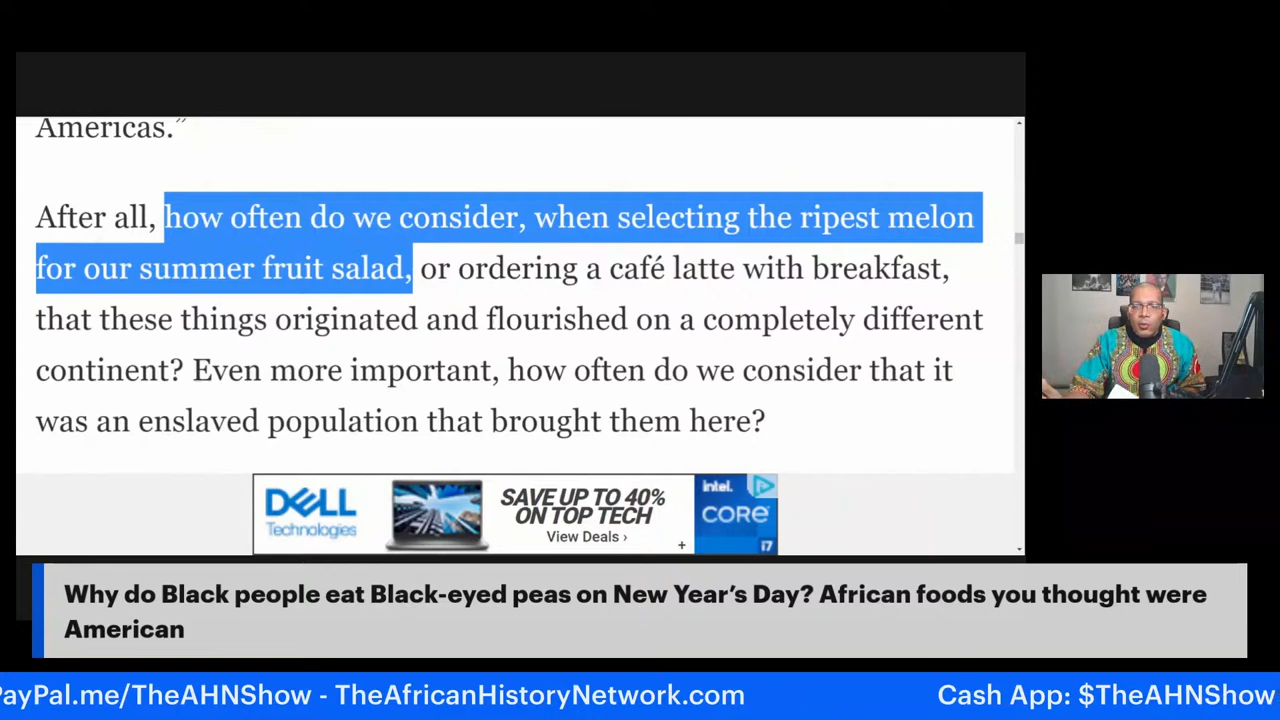 Americas.”
After all, how often do we consider, when selecting the ripest melon
for our summer fruit salad, or ordering a café latte with breakfast,
that these things originated and flourished on a completely different
continent? Even more important, how often do we consider that it
was an enslaved population that brought them here?
DELL
Technologies
SAVE UP TO 40%
ON TOP TECH
View Deals ›
intel.
CORE
i7
Why do Black people eat Black-eyed peas on New Year’s Day? African foods you thought were
American
PayPal.me/TheAHNShow - TheAfricanHistoryNetwork.com
Cash App: $TheAHNShow